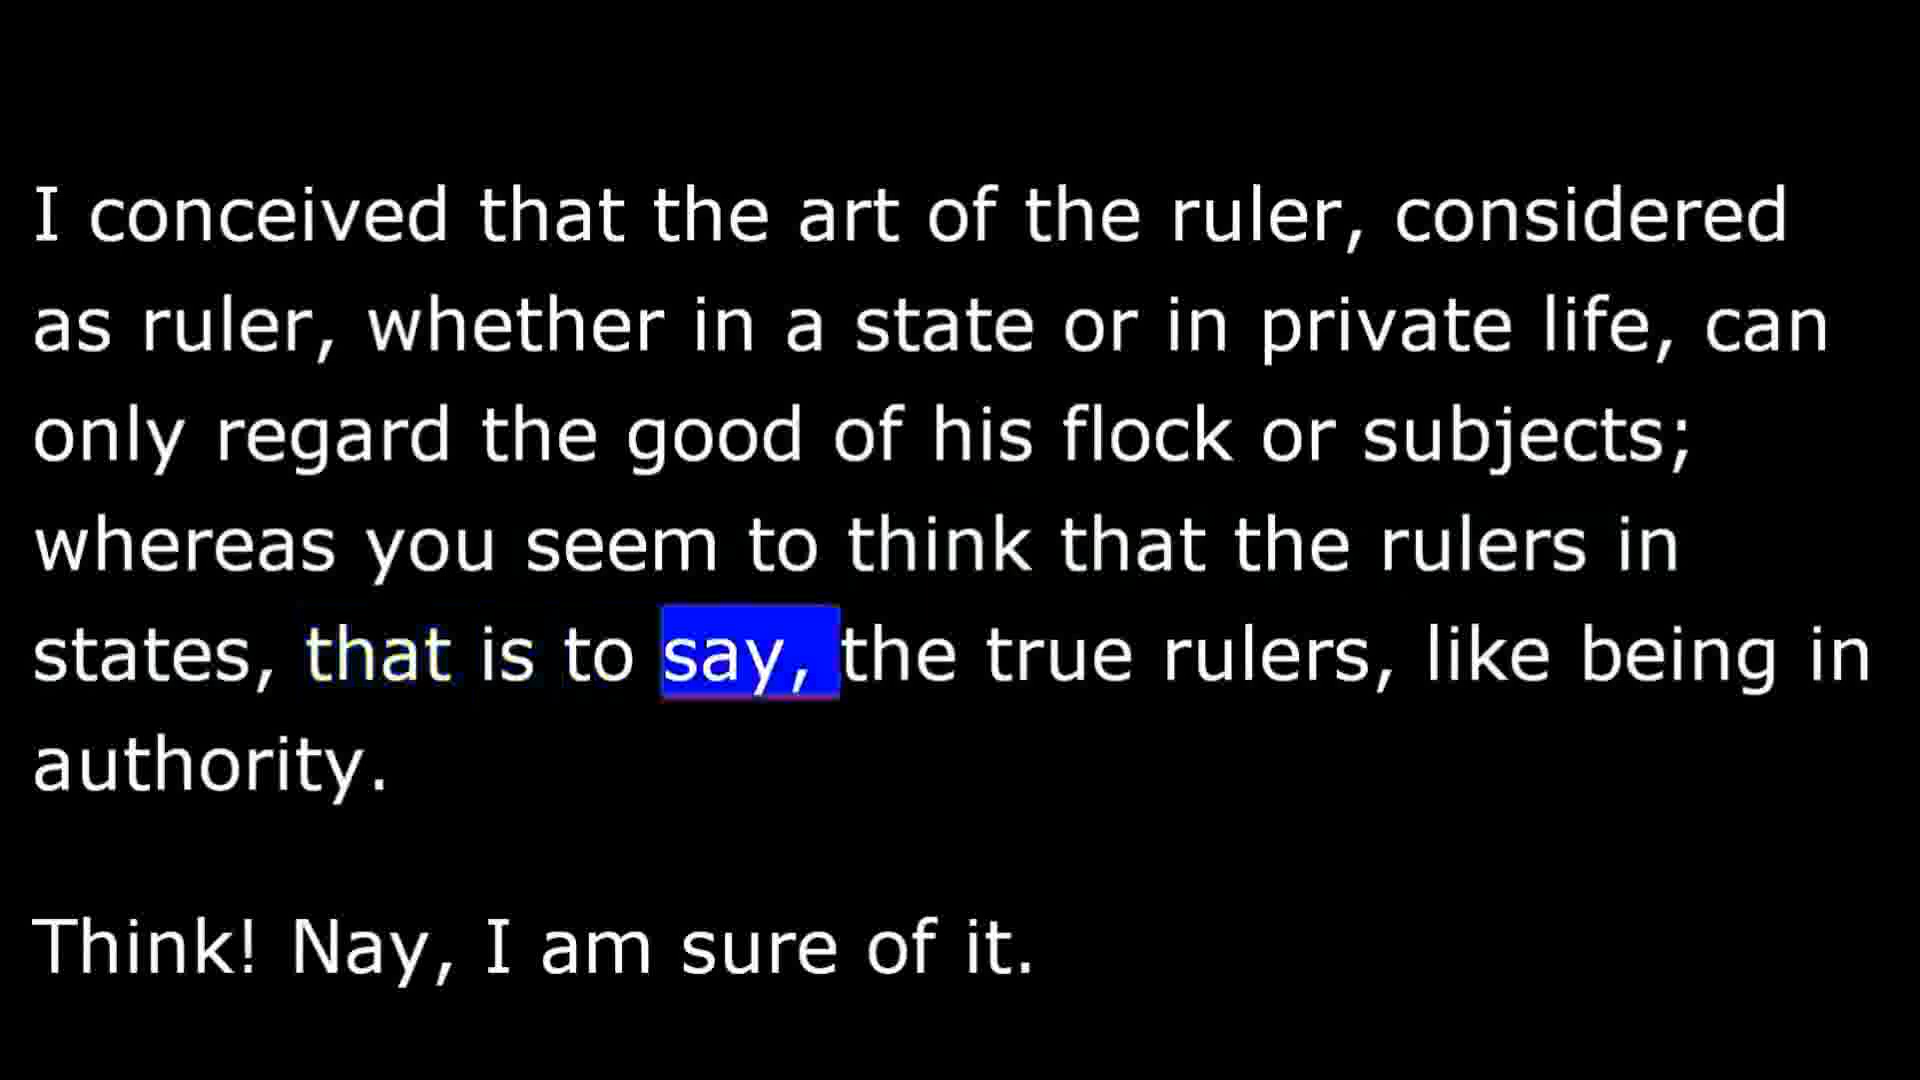 I conceived that the art of the ruler, considered
as ruler, whether in a state or in private life, can
only regard the good of his flock or subjects;
whereas you seem to think that the rulers in
states, that is to say, the true rulers, like being in
authority.
Think! Nay, I am sure of it.